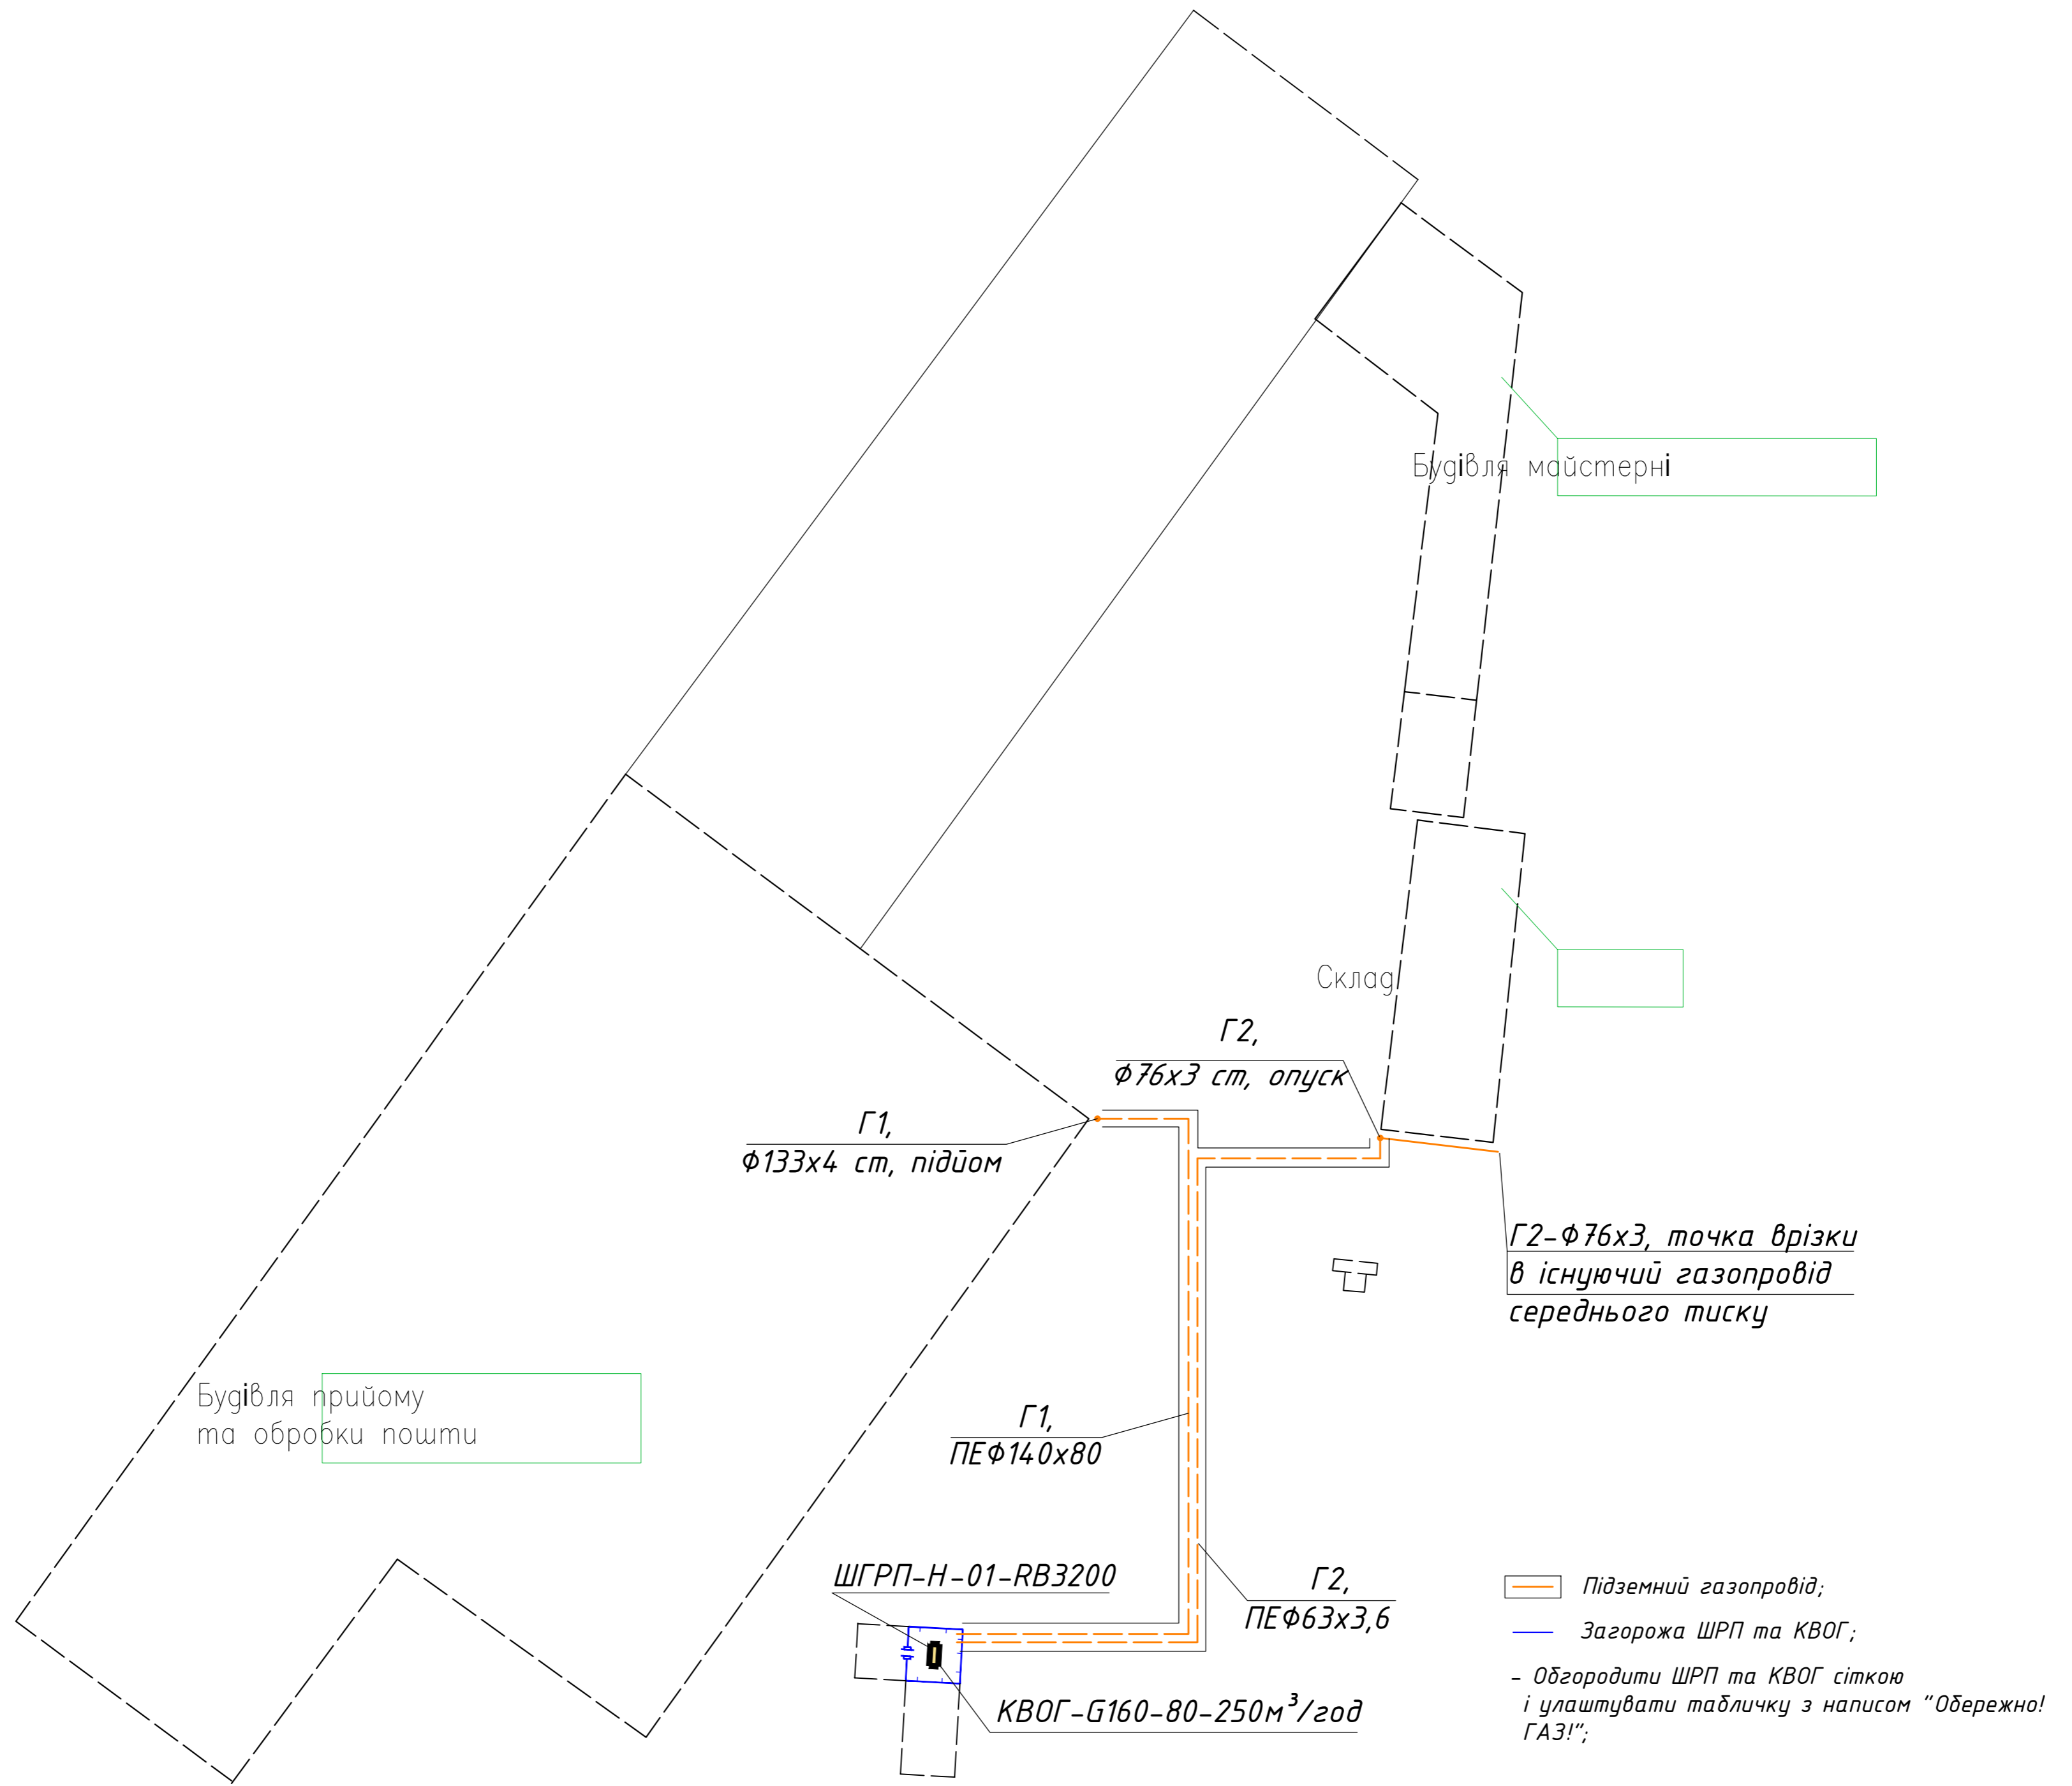 Будівля майстерні
Склад
Г2,
Ф76х3 ст, опуск
Г1,
Ф133х4 ст, підйом
Г2-Ф76х3, точка врізки
в існуючий газопровід
середнього тиску
Будівля прийому
та обробки пошти
Г1,
ПЕФ140х80
ШГРП-Н-01-RB3200
Г2,
ПЕФ63х3,6
КВОГ-G160-80-250м³/год
Підземний газопровід;
Загорожа ШРП та КВОГ;
- Обгородити ШРП та КВОГ сіткою
і улаштувати табличку з написом "Обережно!
ГАЗ!";